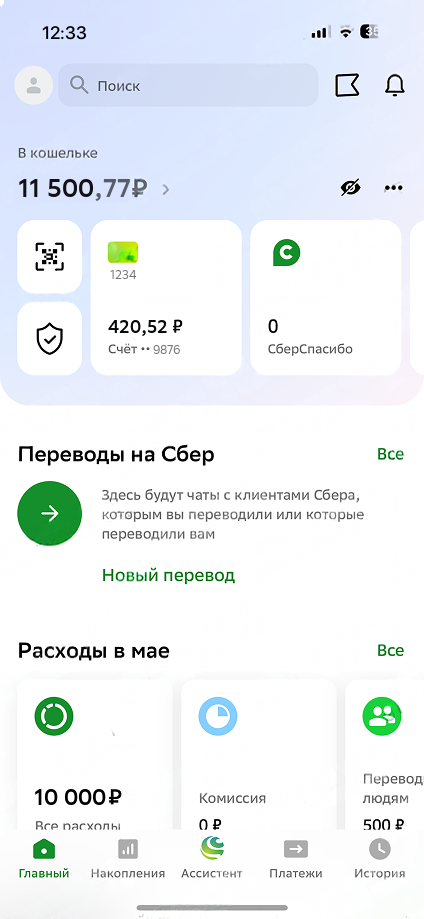 12:33
Поиск
В кошельке
11 500,77₽
1234
420,52 ₽
Счёт •• 9876
0
СберСпасибо
Переводы на Сбер
Все
Здесь будут чаты с клиентами Сбера,
которым вы переводили или которые
переводили вам
Новый перевод
Расходы в мае
Все
10 000₽
Все расходы
Комиссия
0 ₽
Перевод
людям
500 ₽
Главный
Накопления
Ассистент
Платежи
История